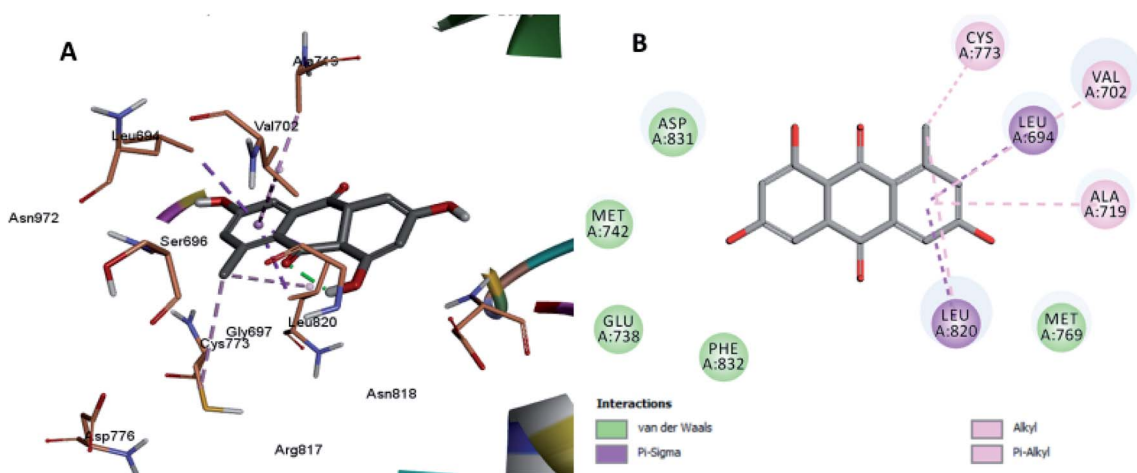 A
Ala719
Leu694
Val702
Asn972
Ser696
Gly697
Leu820
Cys773
Asn818
Asp776
Arg817
B
CYS
A:773
VAL
A:702
ASP
A:831
LEU
A:694
ALA
A:719
MET
A:742
GLU
A:738
LEU
A:820
MET
A:769
PHE
A:832
Interactions
van der Waals
Alkyl
Pi-Sigma
Pi-Alkyl